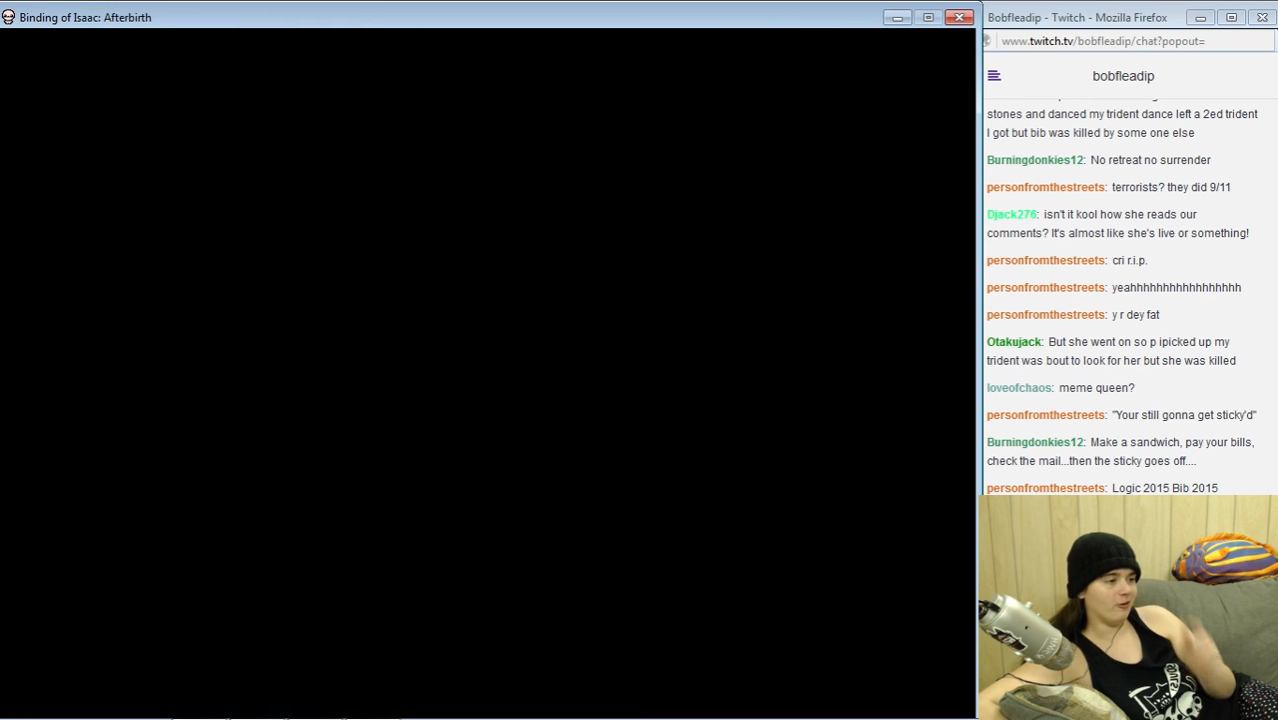 Binding of Isaac: Afterbirth
Bobfleadip - Twitch - Mozilla Firefox
www.twitch.tv/bobfleadip/chat?popout=
bobfleadip
stones and danced my trident dance left a 2ed trident
I got but bib was killed by some one else
Burningdonkies12: No retreat no surrender
personfromthestreets: terrorists? they did 9/11
Djack276: isn't it kool how she reads our
comments? It's almost like she's live or something!
personfromthestreets: cri r.i.p.
personfromthestreets: yeahhhhhhhhhhhhhhhhh
personfromthestreets: y r dey fat
Otakujack: But she went on so p ipicked up my
trident was bout to look for her but she was killed
loveofchaos: meme queen?
personfromthestreets: "Your still gonna get sticky'd"
Burningdonkies12: Make a sandwich, pay your bills,
check the mail...then the sticky goes off....
personfromthestreets: Logic 2015 Bib 2015